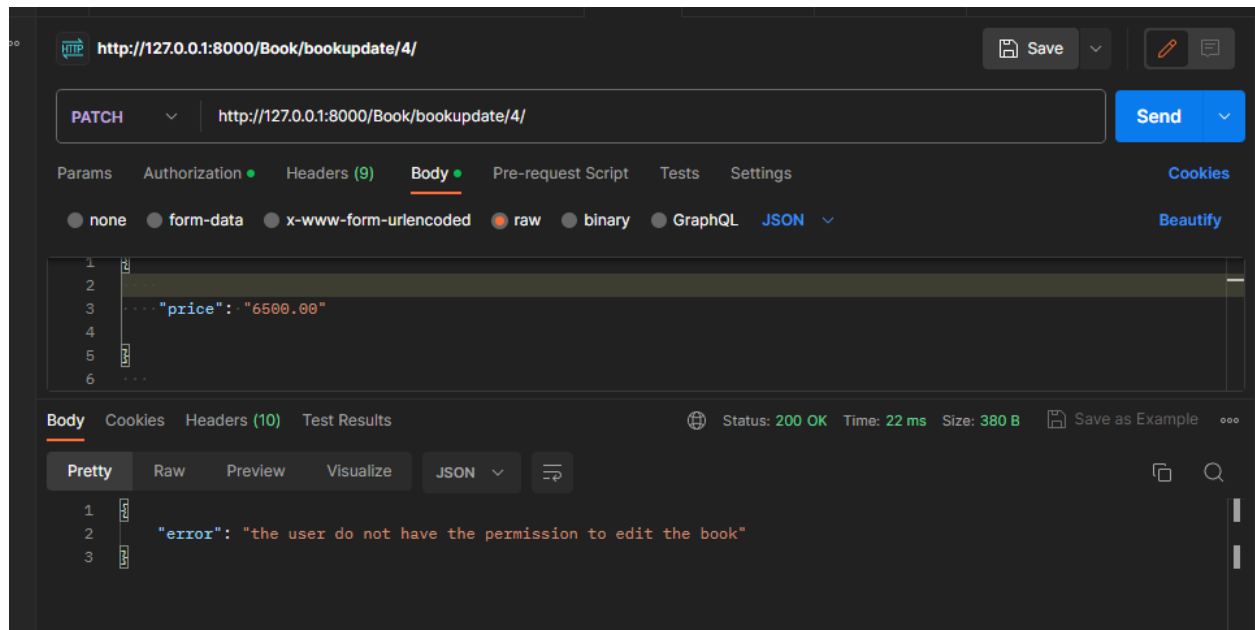 HTTP http://127.0.0.1:8000/Book/bookupdate/4/ Save
PATCH http://127.0.0.1:8000/Book/bookupdate/4/ Send
Params Authorization Headers (9) Body Pre-request Script Tests Settings Cookies
none form-data x-www-form-urlencoded raw binary GraphQL JSON Beautify
1 {
2
3 "price": "6500.00"
4
5 }
6
Body Cookies Headers (10) Test Results Status: 200 OK Time: 22 ms Size: 380 B Save as Example
Pretty Raw Preview Visualize JSON
1 {
2 "error": "the user do not have the permission to edit the book"
3 }